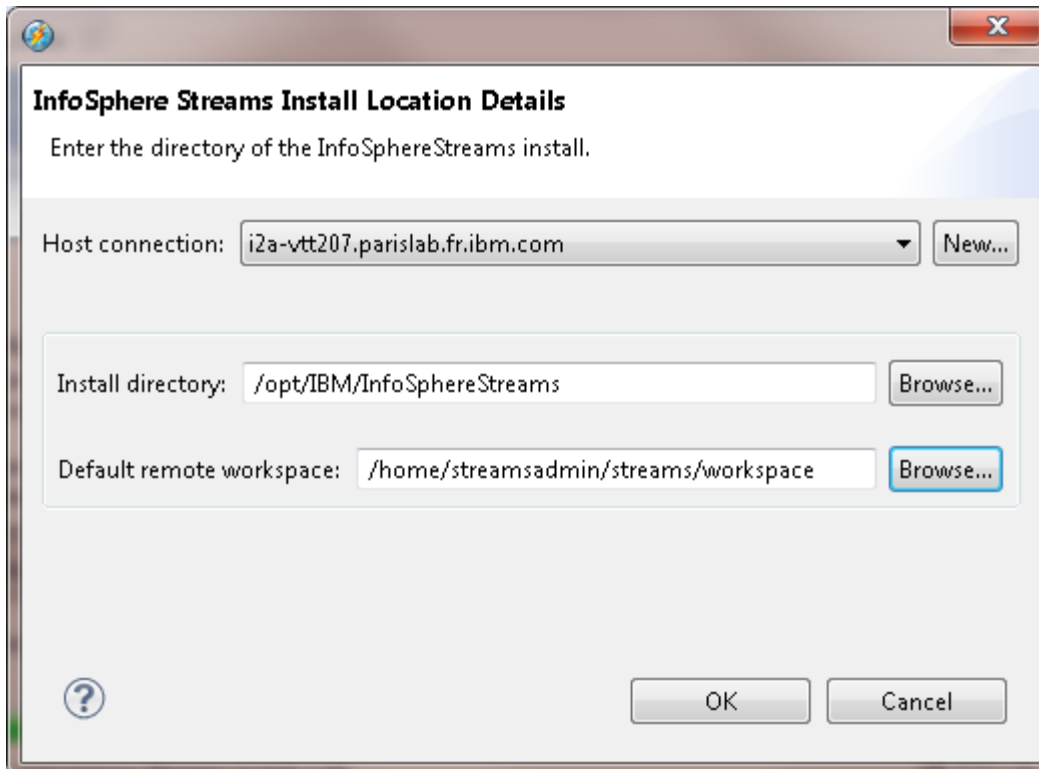 InfoSphere Streams Install Location Details
Enter the directory of the InfoSphereStreams install.
Host connection: i2a-vtt207.parislab.fr.ibm.com New...
Install directory: /opt/IBM/InfoSphereStreams Browse...
Default remote workspace: /home/streamsadmin/streams/workspace Browse...
? OK Cancel